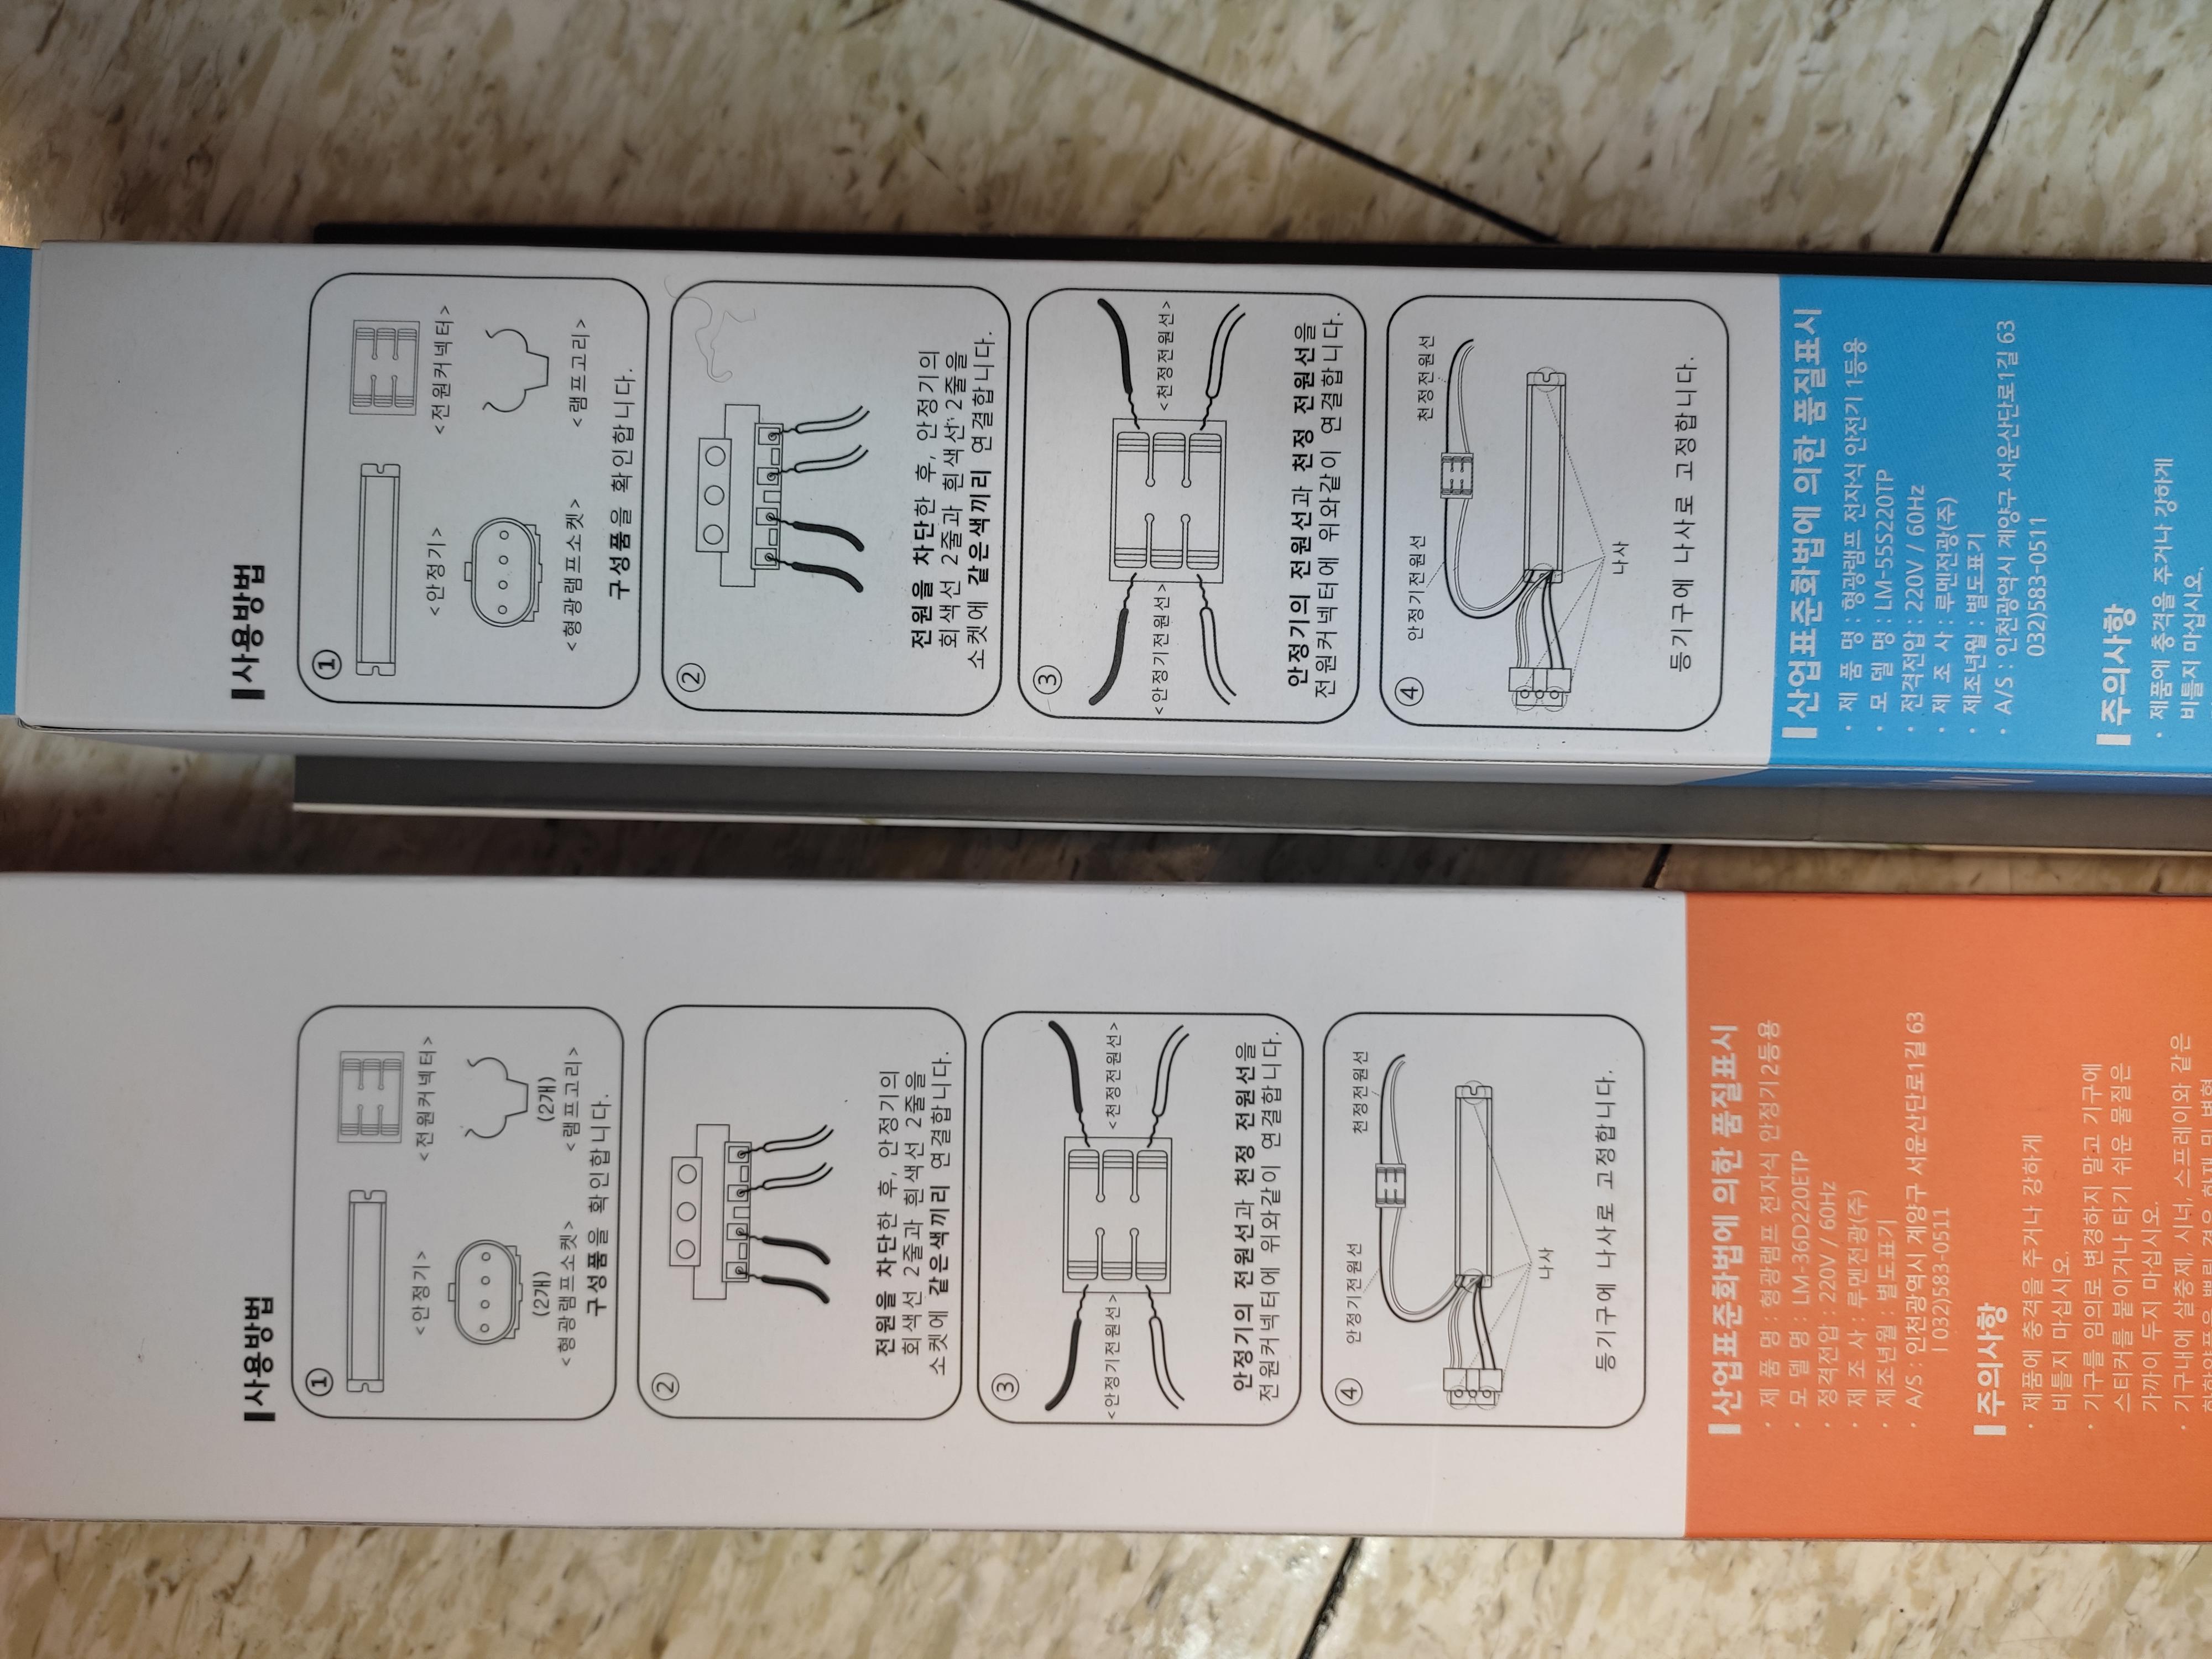 사용방법
①
<안정기>
<전원커넥터>
<형광램프소켓>
<램프고리>
구성품을 확인합니다.
②
전원을 차단한 후, 안정기의
회색선 2줄과 흰색선 2줄을
소켓에 같은색끼리 연결합니다.
③
<안정기전원선>
<천정전원선>
안정기의 전원선과 천정 전원선을
전원커넥터에 위와같이 연결합니다.
④
안정기전원선
천정전원선
나사
등기구에 나사로 고정합니다.
산업표준화법에 의한 품질표시
· 제 품 명 : 형광램프 전자식 안정기 1등용
· 모 델 명 : LM-55S220TP
· 전격전압 : 220V / 60Hz
· 제 조 사 : 루멘전광(주)
· 제조년월 : 별도표기
· A/S : 인천광역시 계양구 서운산단로1길 63
032)583-0511
주의사항
· 제품에 충격을 주거나 강하게
비틀지 마십시오.
사용방법
①
<안정기>
<전원커넥터>
(2개)
<형광램프소켓>
(2개)
<램프고리>
구성품을 확인합니다.
②
전원을 차단한 후, 안정기의
회색선 2줄과 흰색선 2줄을
소켓에 같은색끼리 연결합니다.
③
<안정기전원선>
<천정전원선>
안정기의 전원선과 천정 전원선을
전원커넥터에 위와같이 연결합니다.
④
안정기전원선
천정전원선
나사
등기구에 나사로 고정합니다.
산업표준화법에 의한 품질표시
· 제 품 명 : 형광램프 전자식 안정기2등용
· 모 델 명 : LM-36D220ETP
· 정격전압 : 220V / 60Hz
· 제 조 사 : 루멘전광(주)
· 제조년월 : 별도표기
· A/S : 인천광역시 계양구 서운산단로1길 63
032)583-0511
주의사항
· 제품에 충격을 주거나 강하게
비틀지 마십시오.
· 기구를 임의로 변경하지 말고 기구에
스티커를 붙이거나 타기 쉬운 물질은
가까이 두지 마십시오.
· 기구내에 살충제, 시너, 스프레이와 같은